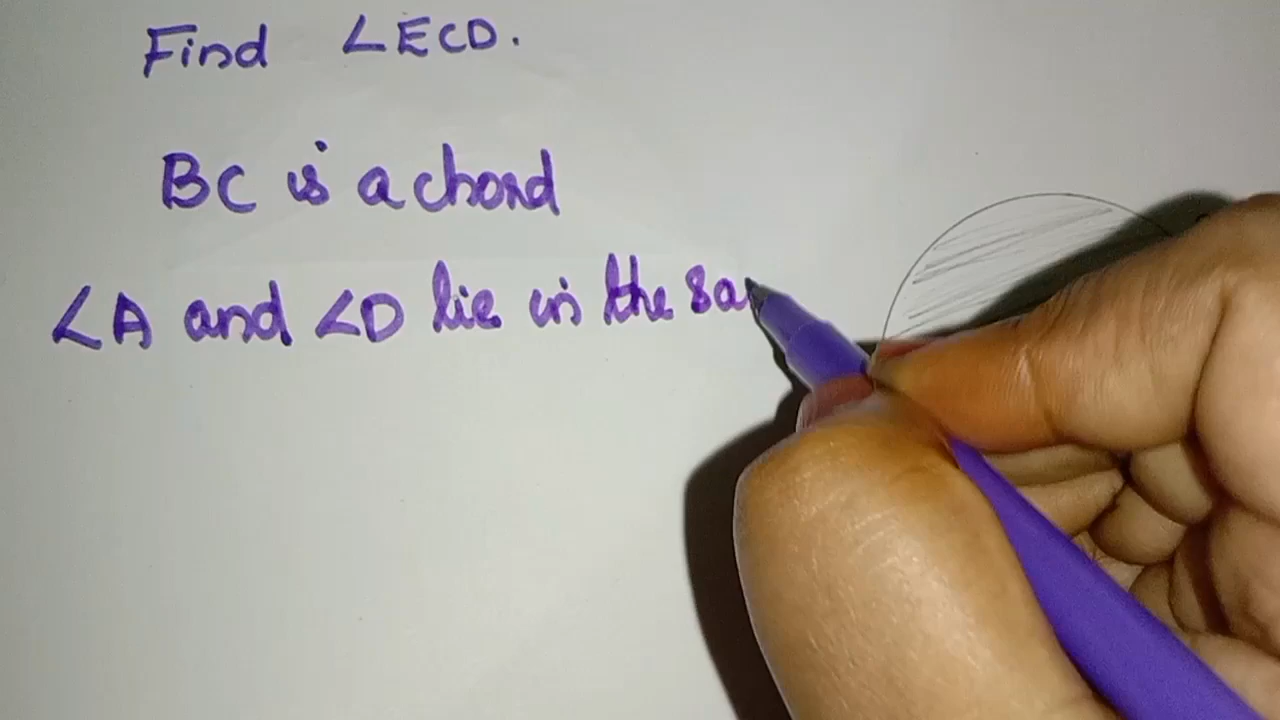 Find ∠ECD.
BC is a chord
∠A and ∠D lie in the sa